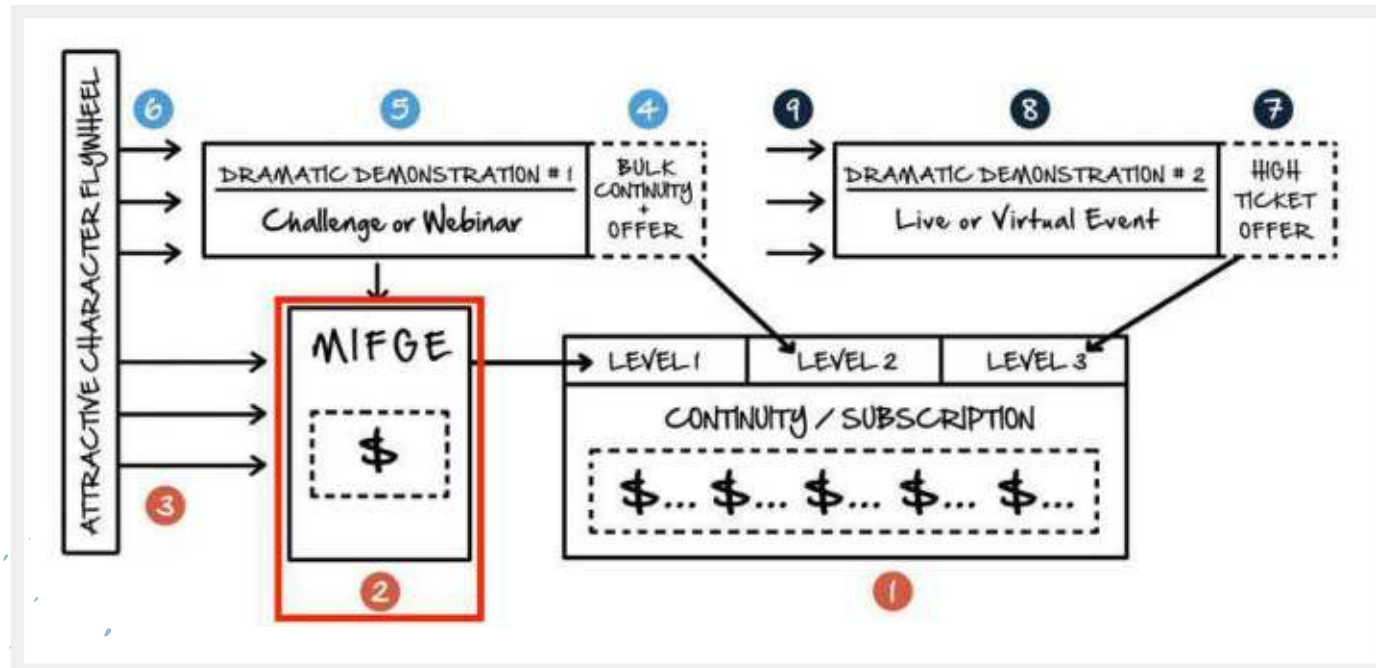 ATTRACTIVE CHARACTER FLYWHEEL
6
5
4
9
8
7
DRAMATIC DEMONSTRATION # 1
Challenge or Webinar
BULK
CONTINUITY
+
OFFER
DRAMATIC DEMONSTRATION # 2
Live or Virtual Event
HIGH
TICKET
OFFER
MIFGE
$
LEVEL 1
LEVEL 2
LEVEL 3
CONTINUITY / SUBSCRIPTION
$... $... $... $... $...
3
2
1